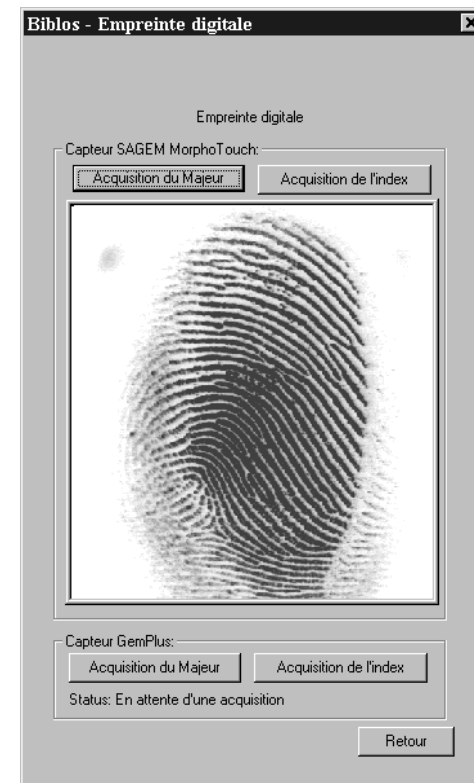 Biblos - Empreinte digitale
Empreinte digitale
Capteur SAGEM MorphoTouch:
Acquisition du Majeur Acquisition de l'index
Capteur GemPlus:
Acquisition du Majeur Acquisition de l'index
Status: En attente d'une acquisition
Retour